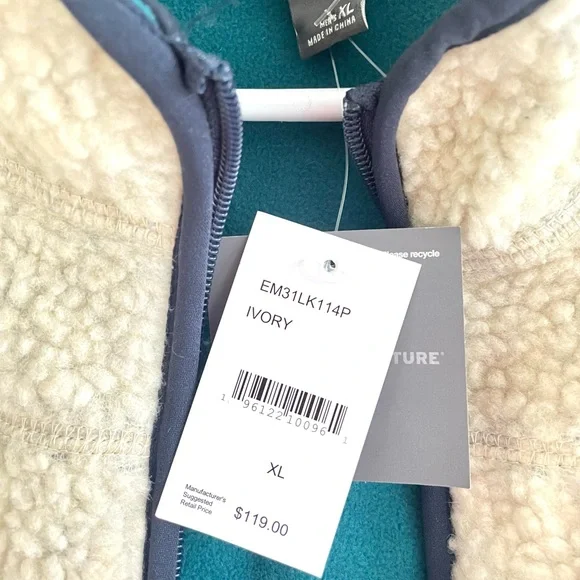 MEN'S XL
MADE IN CHINA
please recycle
TURE®
EM31LK114P
IVORY
1 96122 10096 1
XL
Manufacturer's
Suggested
Retail Price
$119.00